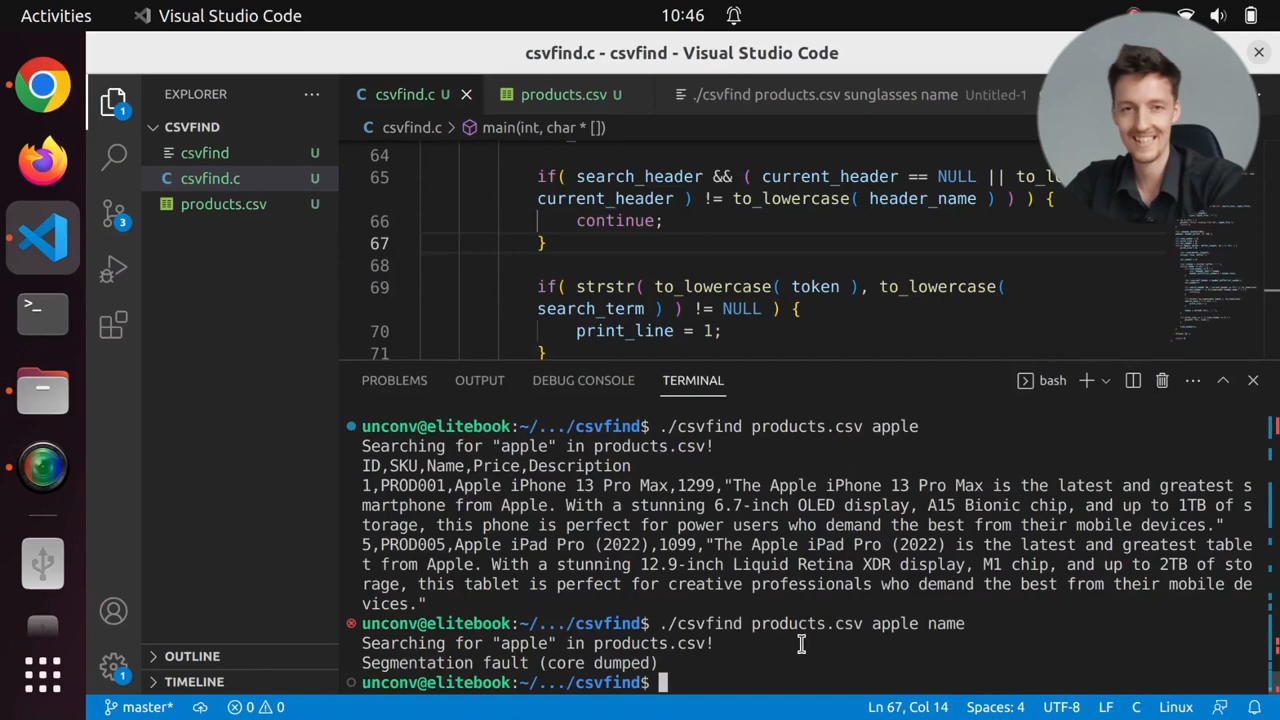 Activities
Visual Studio Code
10:46
csvfind.c - csvfind - Visual Studio Code
EXPLORER
CSVFIND
csvfind U
csvfind.c U
products.csv U
OUTLINE
TIMELINE
1
3
1
csvfind.c U
products.csv U
./csvfind products.csv sunglasses name Untitled-1
csvfind.c
main(int, char * [])
64
65 if( search_header && ( current_header == NULL || to_lo
current_header ) != to_lowercase( header_name ) ) ) {
66 continue;
67 }
68
69 if( strstr( to_lowercase( token ), to_lowercase(
search_term ) ) != NULL ) {
70 print_line = 1;
71 }
PROBLEMS OUTPUT DEBUG CONSOLE TERMINAL
bash
unconv@elitebook:~/.../csvfind$ ./csvfind products.csv apple
Searching for "apple" in products.csv!
ID,SKU,Name,Price,Description
1,PROD001,Apple iPhone 13 Pro Max,1299,"The Apple iPhone 13 Pro Max is the latest and greatest s
martphone from Apple. With a stunning 6.7-inch OLED display, A15 Bionic chip, and up to 1TB of s
torage, this phone is perfect for power users who demand the best from their mobile devices."
5,PROD005,Apple iPad Pro (2022),1099,"The Apple iPad Pro (2022) is the latest and greatest table
t from Apple. With a stunning 12.9-inch Liquid Retina XDR display, M1 chip, and up to 2TB of sto
rage, this tablet is perfect for creative professionals who demand the best from their mobile de
vices."
unconv@elitebook:~/.../csvfind$ ./csvfind products.csv apple name
Searching for "apple" in products.csv!
Segmentation fault (core dumped)
unconv@elitebook:~/.../csvfind$
master*
0
0
Ln 67, Col 14
Spaces: 4
UTF-8
LF
C
Linux